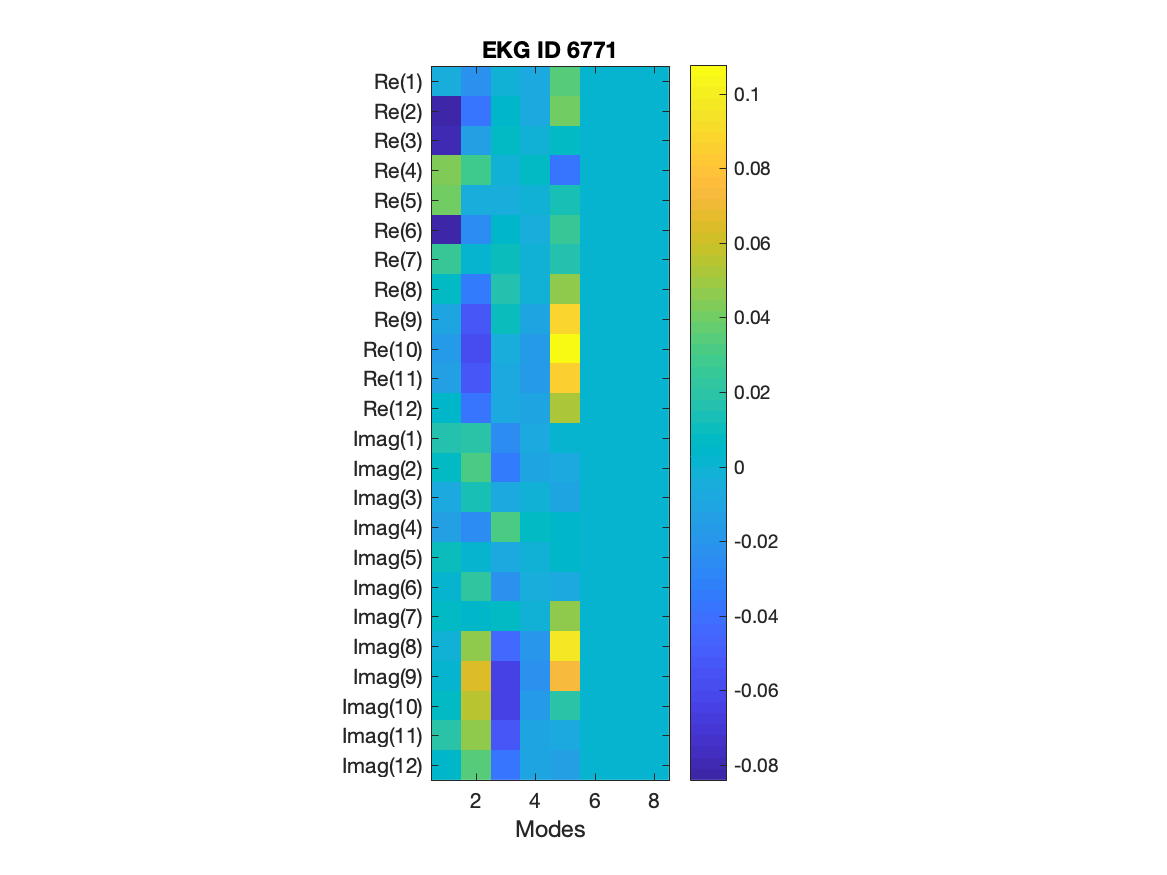 EKG ID 6771
Re(1)
Re(2)
Re(3)
Re(4)
Re(5)
Re(6)
Re(7)
Re(8)
Re(9)
Re(10)
Re(11)
Re(12)
Imag(1)
Imag(2)
Imag(3)
Imag(4)
Imag(5)
Imag(6)
Imag(7)
Imag(8)
Imag(9)
Imag(10)
Imag(11)
Imag(12)
2 4 6 8
Modes
0.1
0.08
0.06
0.04
0.02
0
-0.02
-0.04
-0.06
-0.08